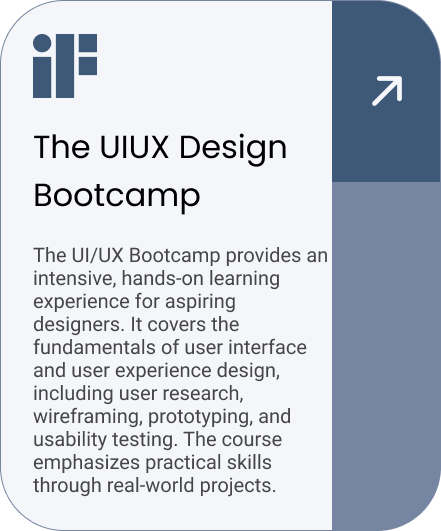 iF
The UIUX Design
Bootcamp
The UI/UX Bootcamp provides an
intensive, hands-on learning
experience for aspiring
designers. It covers the
fundamentals of user interface
and user experience design,
including user research,
wireframing, prototyping, and
usability testing. The course
emphasizes practical skills
through real-world projects.